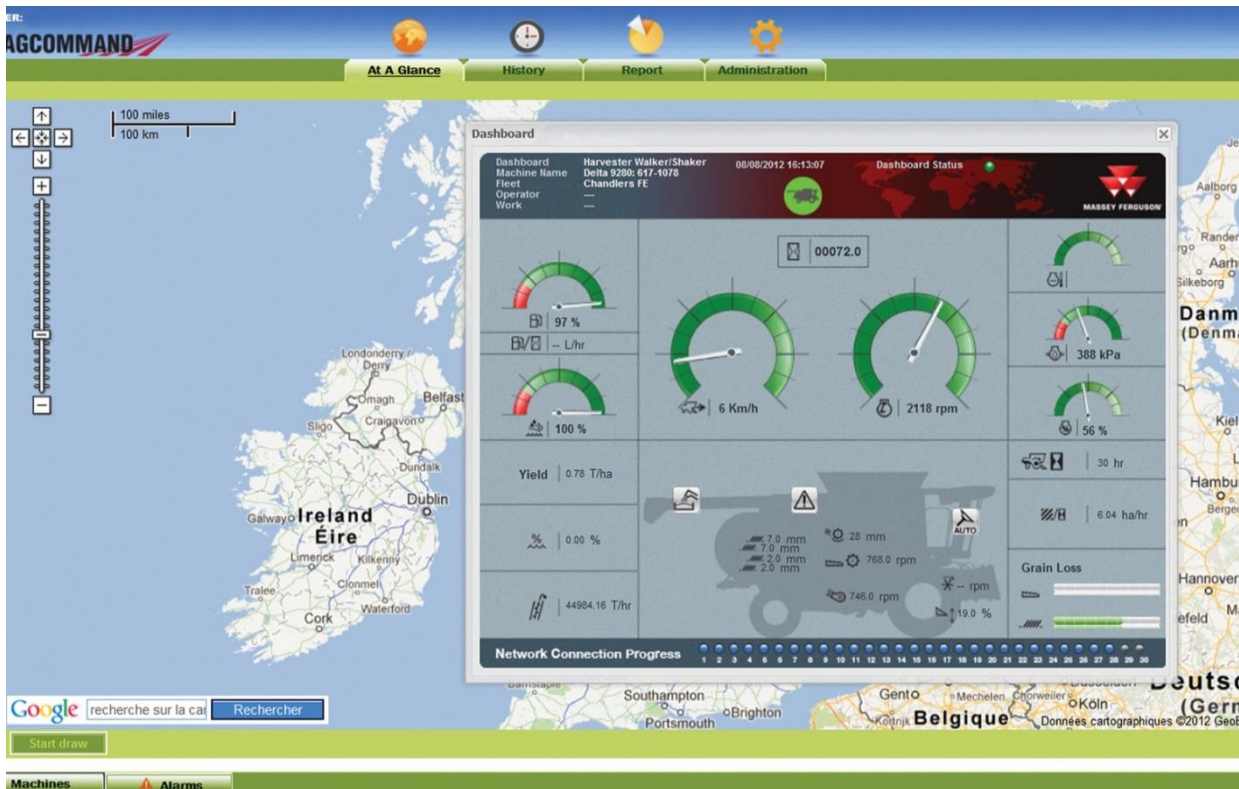 ER:
AGCOMMAND
At A Glance History Report Administration
100 miles
100 km
Dashboard
Dashboard Harvester Walker/Shaker 08/08/2012 16:13:07 Dashboard Status
Machine Name Delta 9280: 617-1078
Fleet Chandlers FE
Operator ---
Work ---
MASSEY FERGUSON
00072.0
97 %
-- L/hr
100 %
6 Km/h
2118 rpm
388 kPa
56 %
Yield 0.78 T/ha
0.00 %
44984.16 T/hr
AUTO
7.0 mm
7.0 mm
2.0 mm
2.0 mm
28 mm
768.0 rpm
746.0 rpm
-- rpm
19.0 %
30 hr
6.04 ha/hr
Grain Loss
Network Connection Progress
1 2 3 4 5 6 7 8 9 10 11 12 13 14 15 16 17 18 19 20 21 22 23 24 25 26 27 28 29 30
Londonderry /
Derry
Omagh
Belfast
Craigavon
Sligo
Dundalk
Dublin
Galway
Ireland
Éire
Limerick
Kilkenny
Clonmel
Tralee
Waterford
Cork
Aalborg
Rander
Aarh
Silkeborg
Danm
(Denma
Kiel
Hambu
Hannover
efeld
Deutsc
(Gern
Southampton
Brighton
Portsmouth
Gent
Mechelen
Chorweiler
Köln
Kortrijk
Belgique
Données cartographiques ©2012 GeoB
Google recherche sur la car Rechercher
Start draw
Machines Alarms